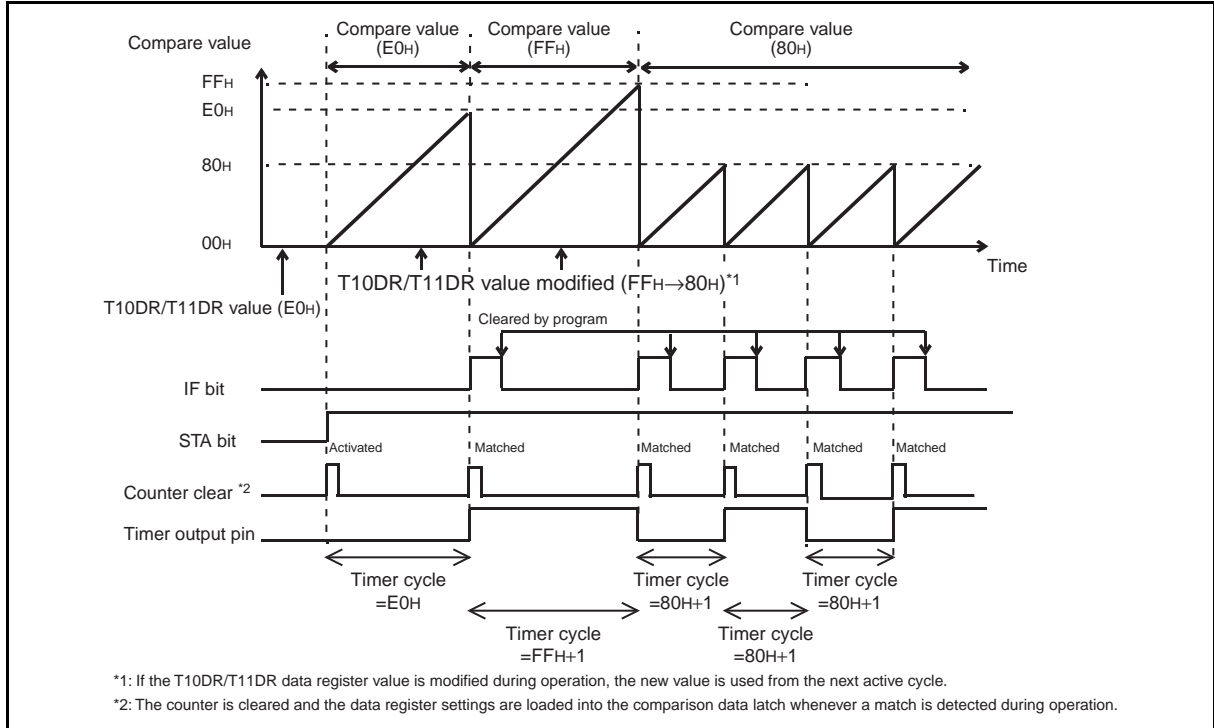 Compare value
Compare value
(E0H)
Compare value
(FFH)
Compare value
(80H)
FFH
E0H
80H
00H
Time
T10DR/T11DR value modified (FFH→80H)*1
T10DR/T11DR value (E0H)
Cleared by program
IF bit
STA bit
Activated
Matched
Matched
Matched
Matched
Matched
Counter clear *2
Timer output pin
Timer cycle
=E0H
Timer cycle
=80H+1
Timer cycle
=80H+1
Timer cycle
=FFH+1
Timer cycle
=80H+1
*1: If the T10DR/T11DR data register value is modified during operation, the new value is used from the next active cycle.
*2: The counter is cleared and the data register settings are loaded into the comparison data latch whenever a match is detected during operation.